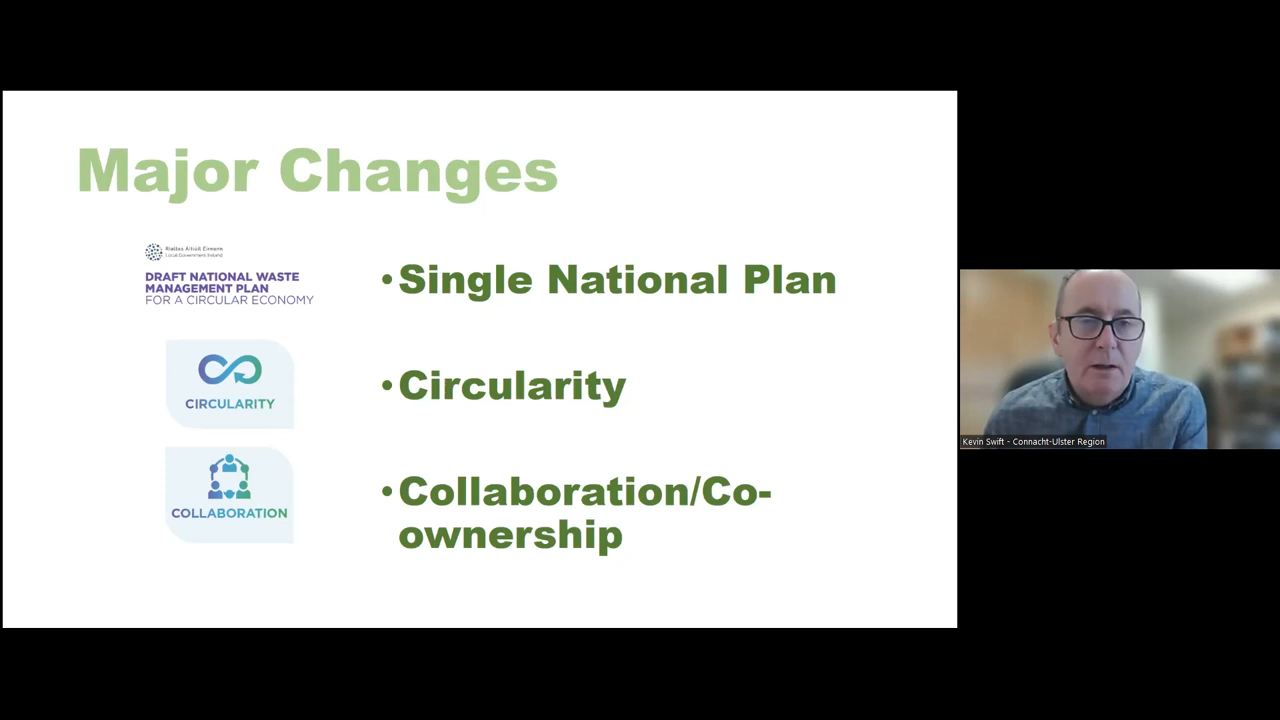 Major Changes
Rialtas Áitiúil Éireann
Local Government Ireland
DRAFT NATIONAL WASTE
MANAGEMENT PLAN
FOR A CIRCULAR ECONOMY
•Single National Plan
CIRCULARITY
•Circularity
COLLABORATION
•Collaboration/Co-
ownership
Kevin Swift - Connacht-Ulster Region